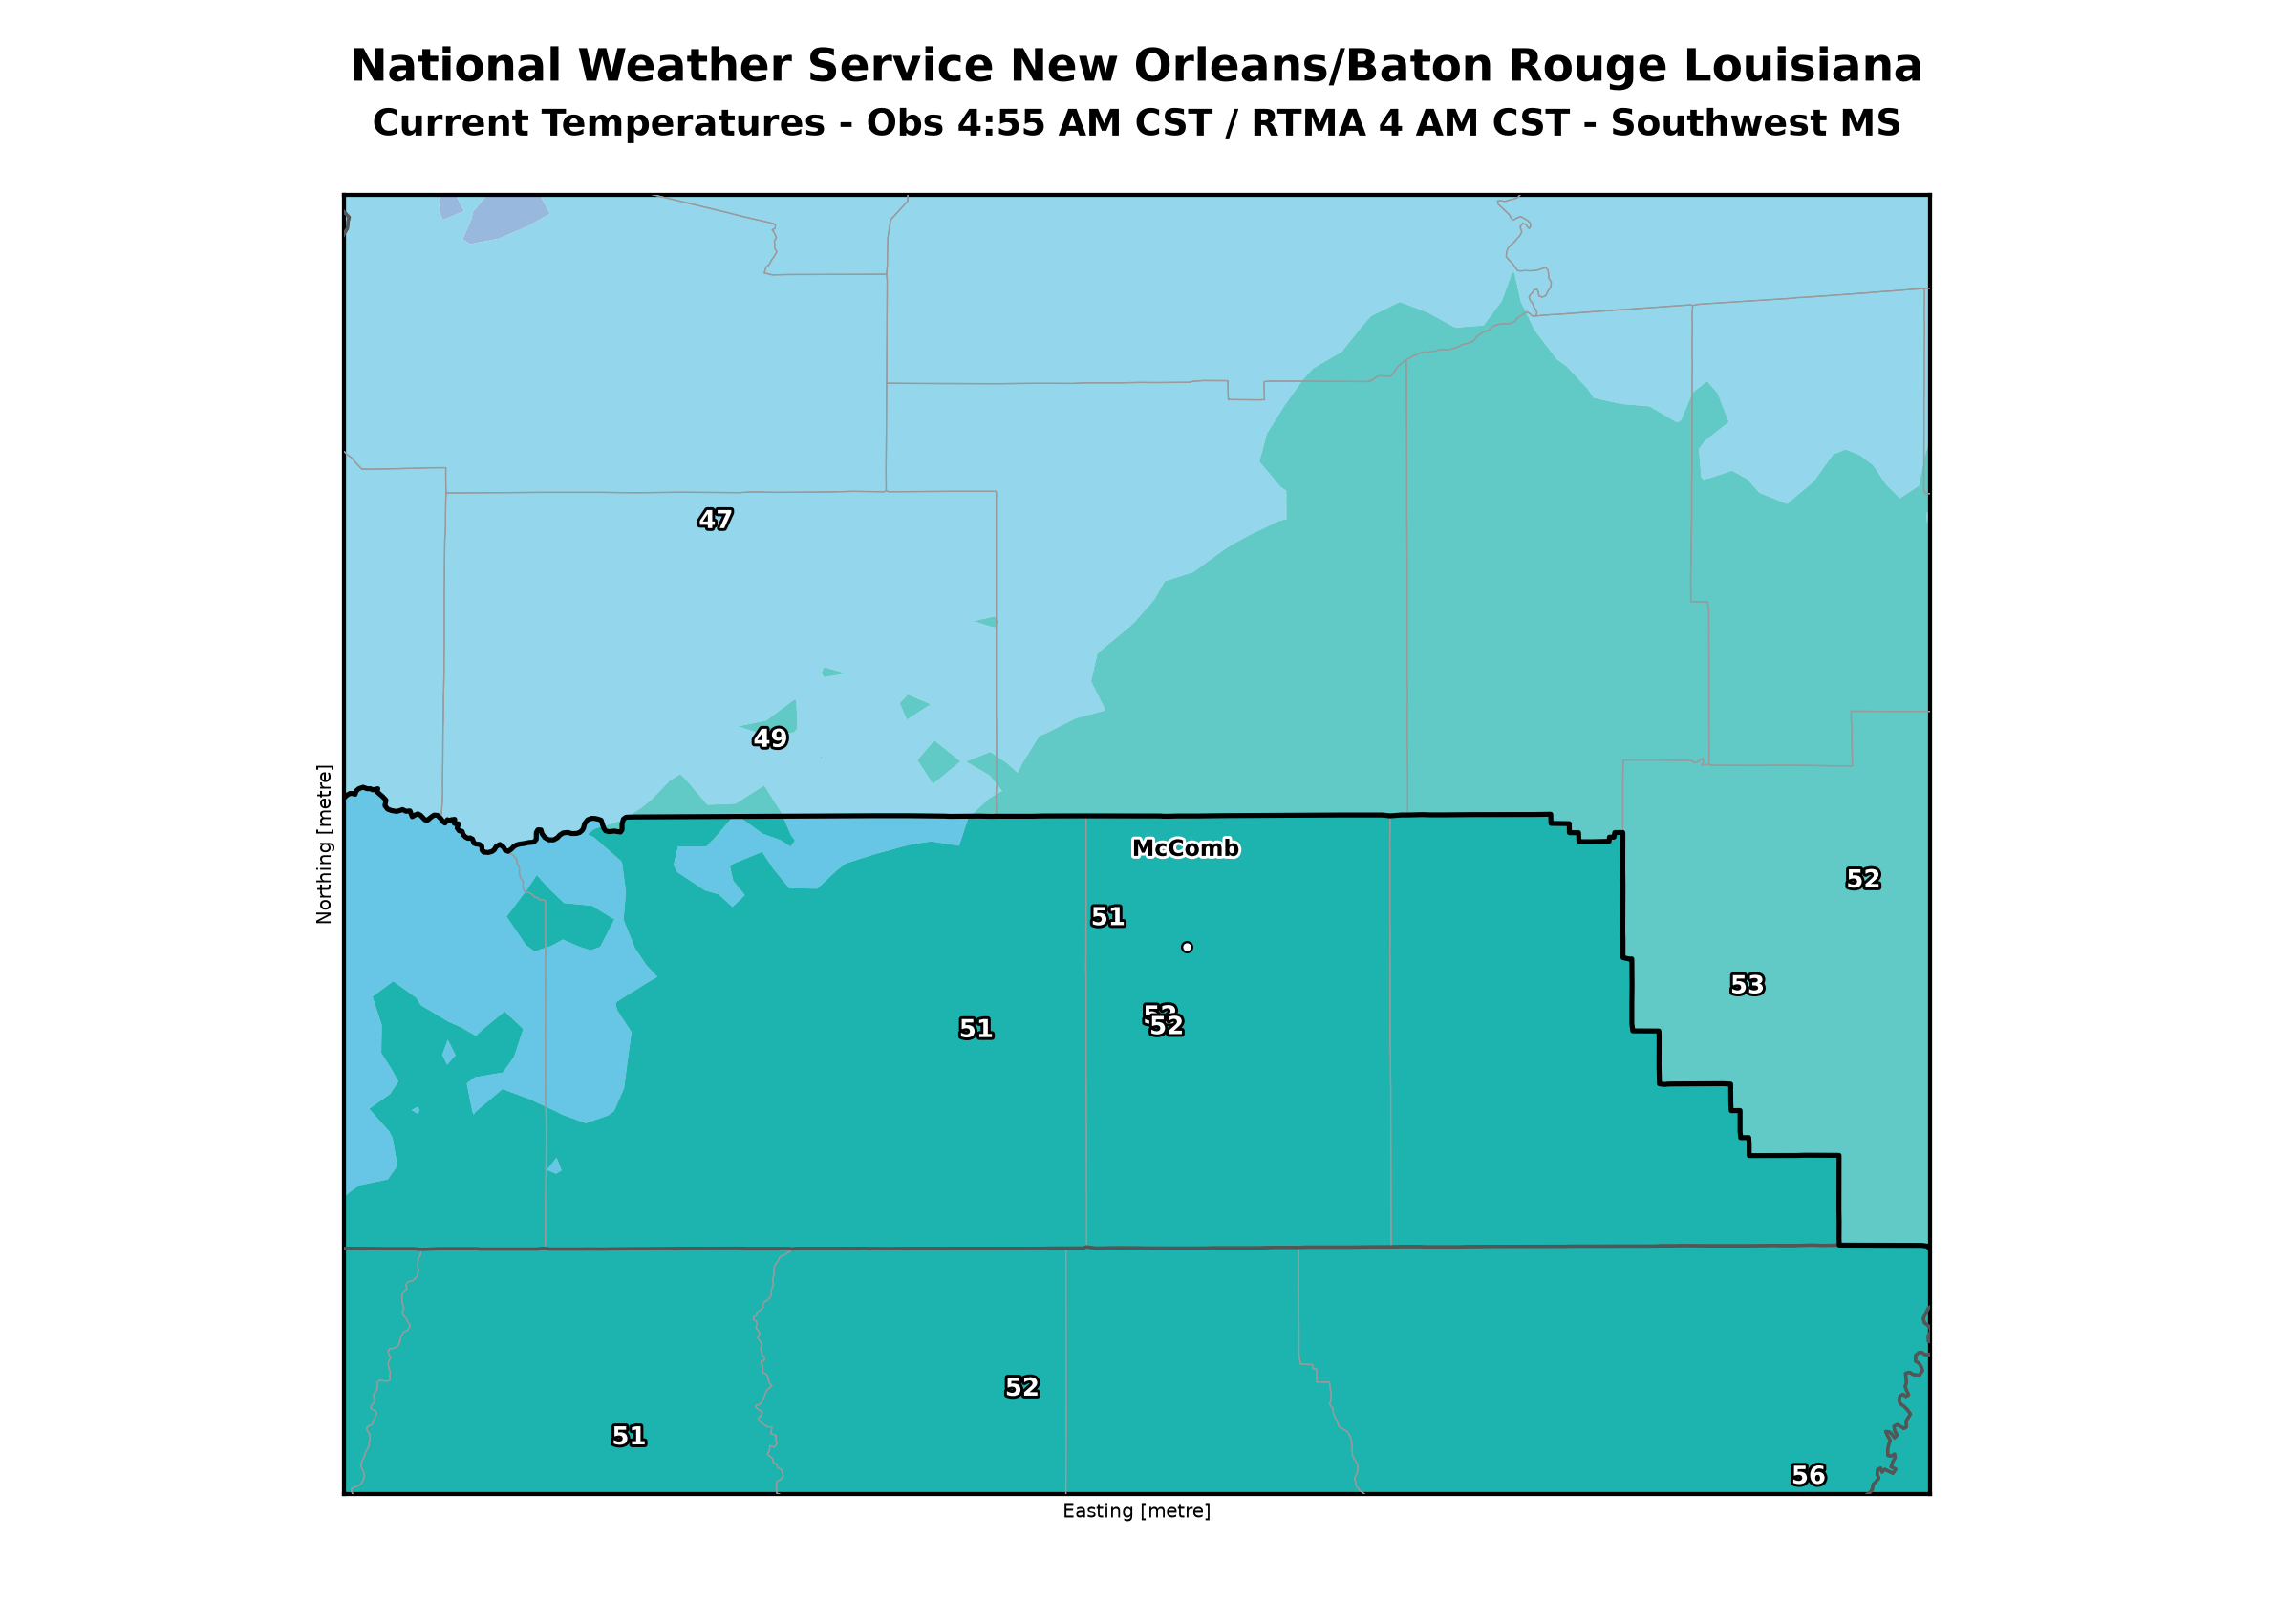 National Weather Service New Orleans/Baton Rouge Louisiana
Current Temperatures - Obs 4:55 AM CST / RTMA 4 AM CST - Southwest MS
47
49
McComb
52
51
53
51
52
52
51
56
Northing [metre]
Easting [metre]